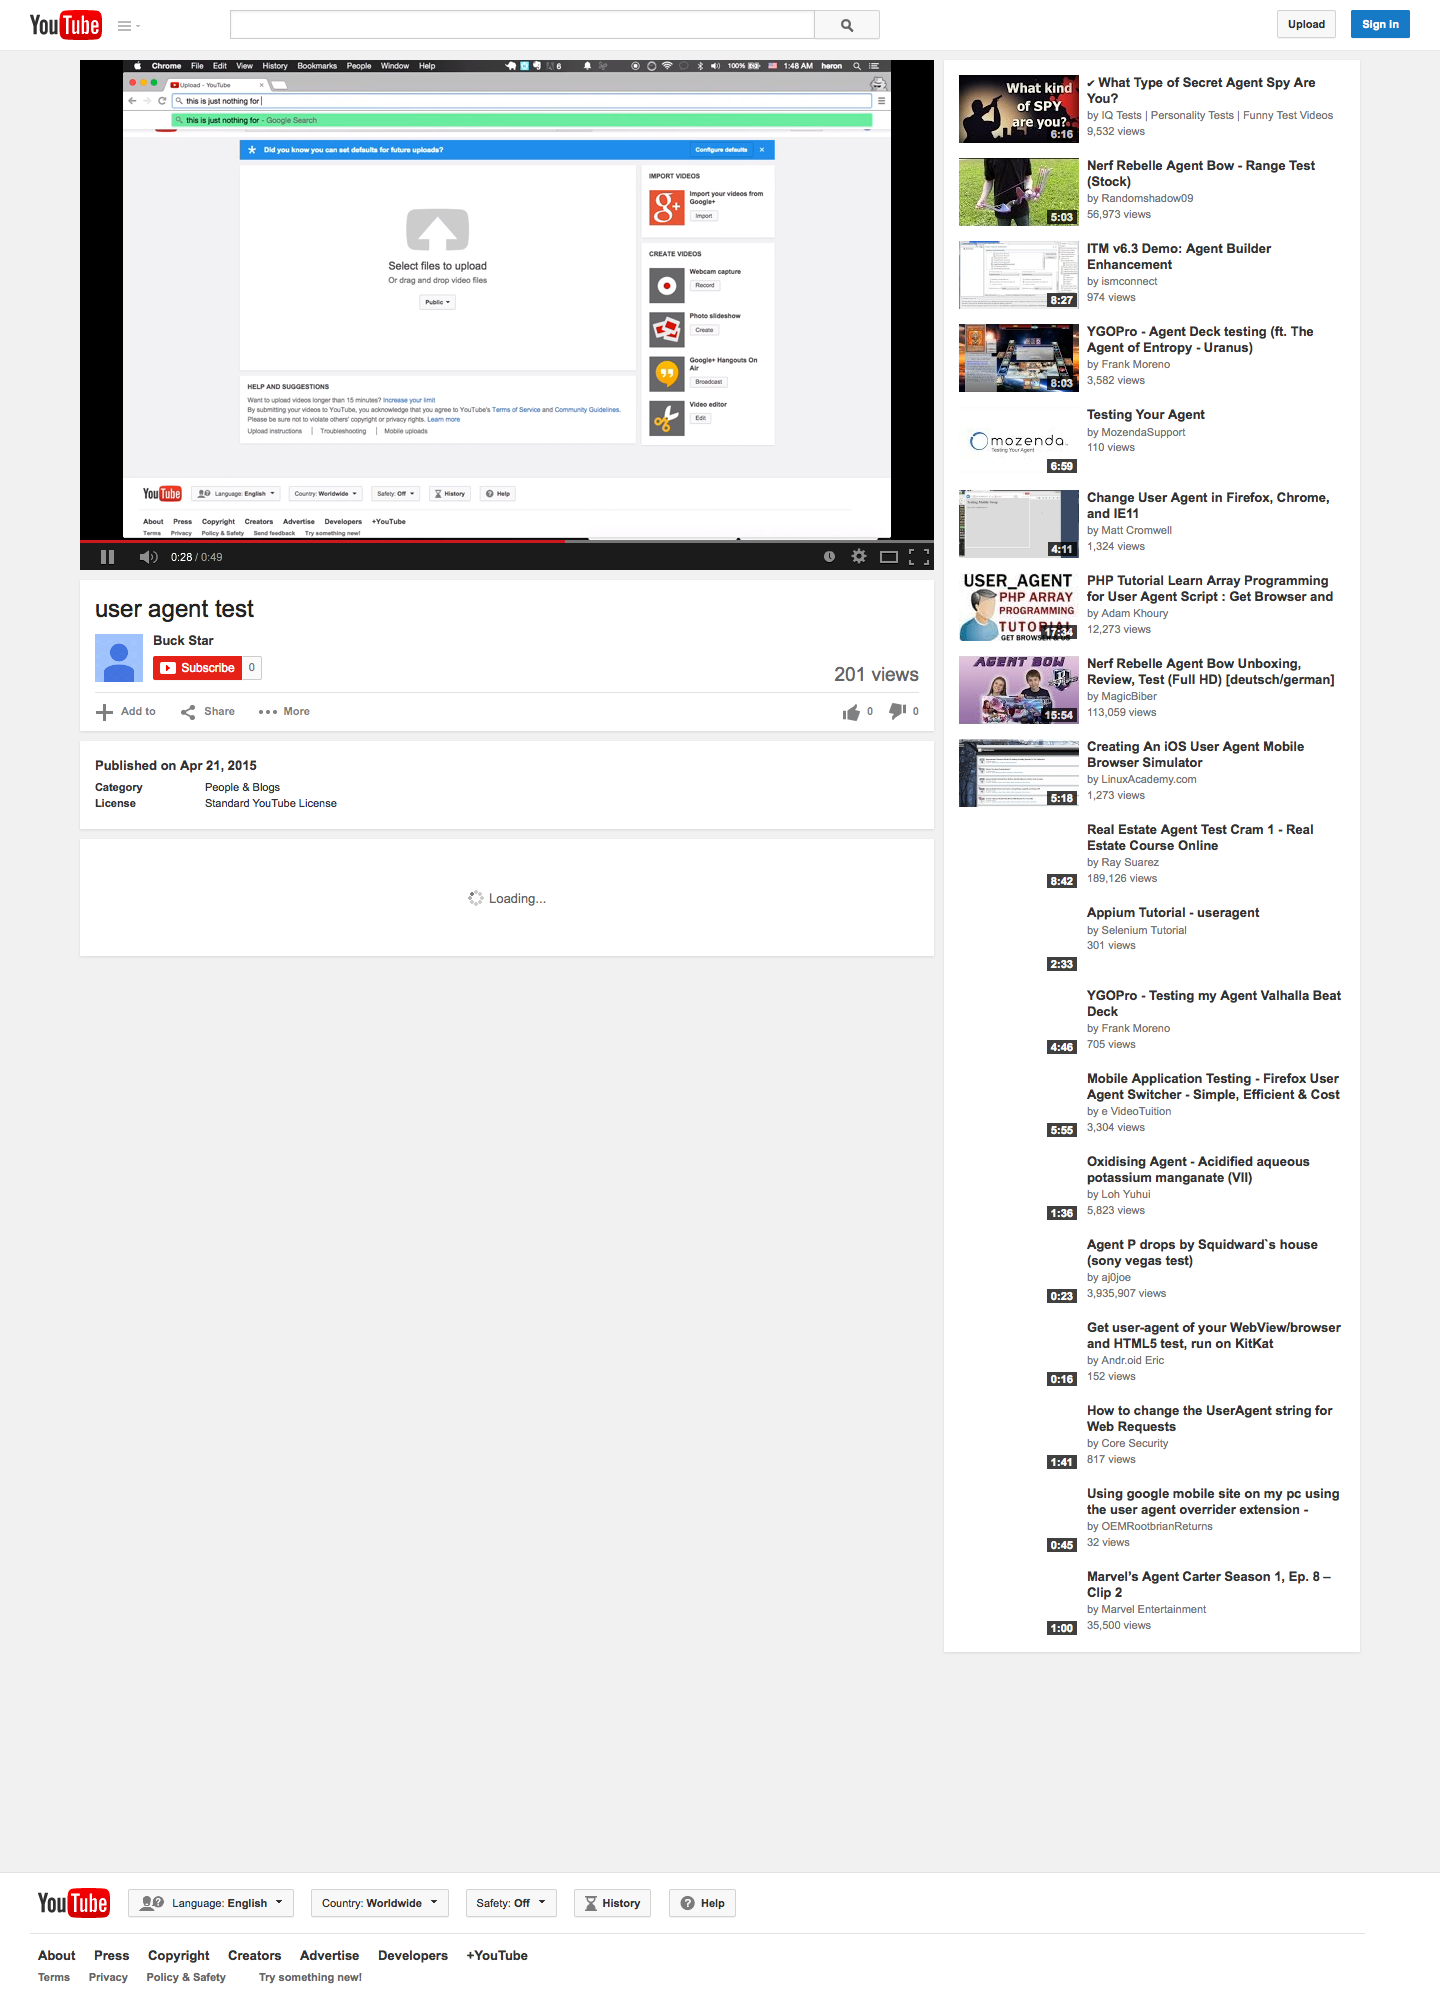 YouTube
Upload
Sign in
Chrome File Edit View History Bookmarks People Window Help
6
100%
1:48 AM heron
Upload - YouTube
this is just nothing for
this is just nothing for - Google Search
Did you know you can set defaults for future uploads?
Configure defaults
Select files to upload
Or drag and drop video files
Public
IMPORT VIDEOS
Import your videos from
Google+
Import
CREATE VIDEOS
Webcam capture
Record
Photo slideshow
Create
Google+ Hangouts On
Air
Broadcast
Video editor
Edit
HELP AND SUGGESTIONS
Want to upload videos longer than 15 minutes? Increase your limit
By submitting your videos to YouTube, you acknowledge that you agree to YouTube's Terms of Service and Community Guidelines.
Please be sure not to violate others' copyright or privacy rights. Learn more
Upload instructions | Troubleshooting | Mobile uploads
YouTube
Language: English
Country: Worldwide
Safety: Off
History
Help
About Press Copyright Creators Advertise Developers +YouTube
Terms Privacy Policy & Safety Send feedback Try something new!
0:28 / 0:49
user agent test
Buck Star
Subscribe 0
201 views
Add to
Share
More
0
0
Published on Apr 21, 2015
Category People & Blogs
License Standard YouTube License
Loading...
What kind
of SPY
are you?
6:16
✔ What Type of Secret Agent Spy Are
You?
by IQ Tests | Personality Tests | Funny Test Videos
9,532 views
5:03
Nerf Rebelle Agent Bow - Range Test
(Stock)
by Randomshadow09
56,973 views
8:27
ITM v6.3 Demo: Agent Builder
Enhancement
by ismconnect
974 views
8:03
YGOPro - Agent Deck testing (ft. The
Agent of Entropy - Uranus)
by Frank Moreno
3,582 views
mozenda
Testing Your Agent
6:59
Testing Your Agent
by MozendaSupport
110 views
4:11
Change User Agent in Firefox, Chrome,
and IE11
by Matt Cromwell
1,324 views
USER_AGENT
PHP ARRAY
PROGRAMMING
TUTORIAL
GET BROWSER & OS
17:34
PHP Tutorial Learn Array Programming
for User Agent Script : Get Browser and
by Adam Khoury
12,273 views
AGENT BOW
15:54
Nerf Rebelle Agent Bow Unboxing,
Review, Test (Full HD) [deutsch/german]
by MagicBiber
113,059 views
5:18
Creating An iOS User Agent Mobile
Browser Simulator
by LinuxAcademy.com
1,273 views
8:42
Real Estate Agent Test Cram 1 - Real
Estate Course Online
by Ray Suarez
189,126 views
2:33
Appium Tutorial - useragent
by Selenium Tutorial
301 views
4:46
YGOPro - Testing my Agent Valhalla Beat
Deck
by Frank Moreno
705 views
5:55
Mobile Application Testing - Firefox User
Agent Switcher - Simple, Efficient & Cost
by e VideoTuition
3,304 views
1:36
Oxidising Agent - Acidified aqueous
potassium manganate (VII)
by Loh Yuhui
5,823 views
0:23
Agent P drops by Squidward`s house
(sony vegas test)
by aj0joe
3,935,907 views
0:16
Get user-agent of your WebView/browser
and HTML5 test, run on KitKat
by Andr.oid Eric
152 views
1:41
How to change the UserAgent string for
Web Requests
by Core Security
817 views
0:45
Using google mobile site on my pc using
the user agent overrider extension -
by OEMRootbrianReturns
32 views
1:00
Marvel's Agent Carter Season 1, Ep. 8 –
Clip 2
by Marvel Entertainment
35,500 views
YouTube
Language: English
Country: Worldwide
Safety: Off
History
Help
About Press Copyright Creators Advertise Developers +YouTube
Terms Privacy Policy & Safety Try something new!